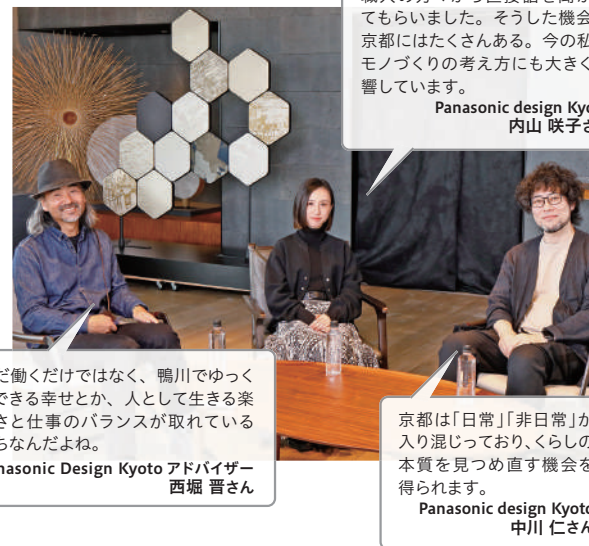 てもらいました。そうした機会
京都にはたくさんある。今の私
モノづくりの考え方にも大きく
響しています。
Panasonic design Kyo
内山 咲子さ
だ働くだけではなく、鴨川でゆっく
できる幸せとか、人として生きる楽
さと仕事のバランスが取れている
ちなんだよね。
nasonic Design Kyoto アドバイザー
西堀 晋さん
京都は「日常」「非日常」が
入り混じっており、くらしの
本質を見つめ直す機会を
得られます。
Panasonic design Kyoto
中川 仁さん